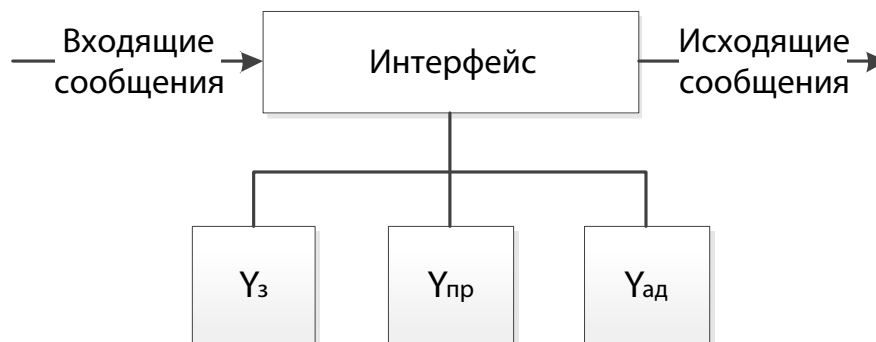 Входящие
сообщения
Интерфейс
Исходящие
сообщения
Yз
Yпр
Yад